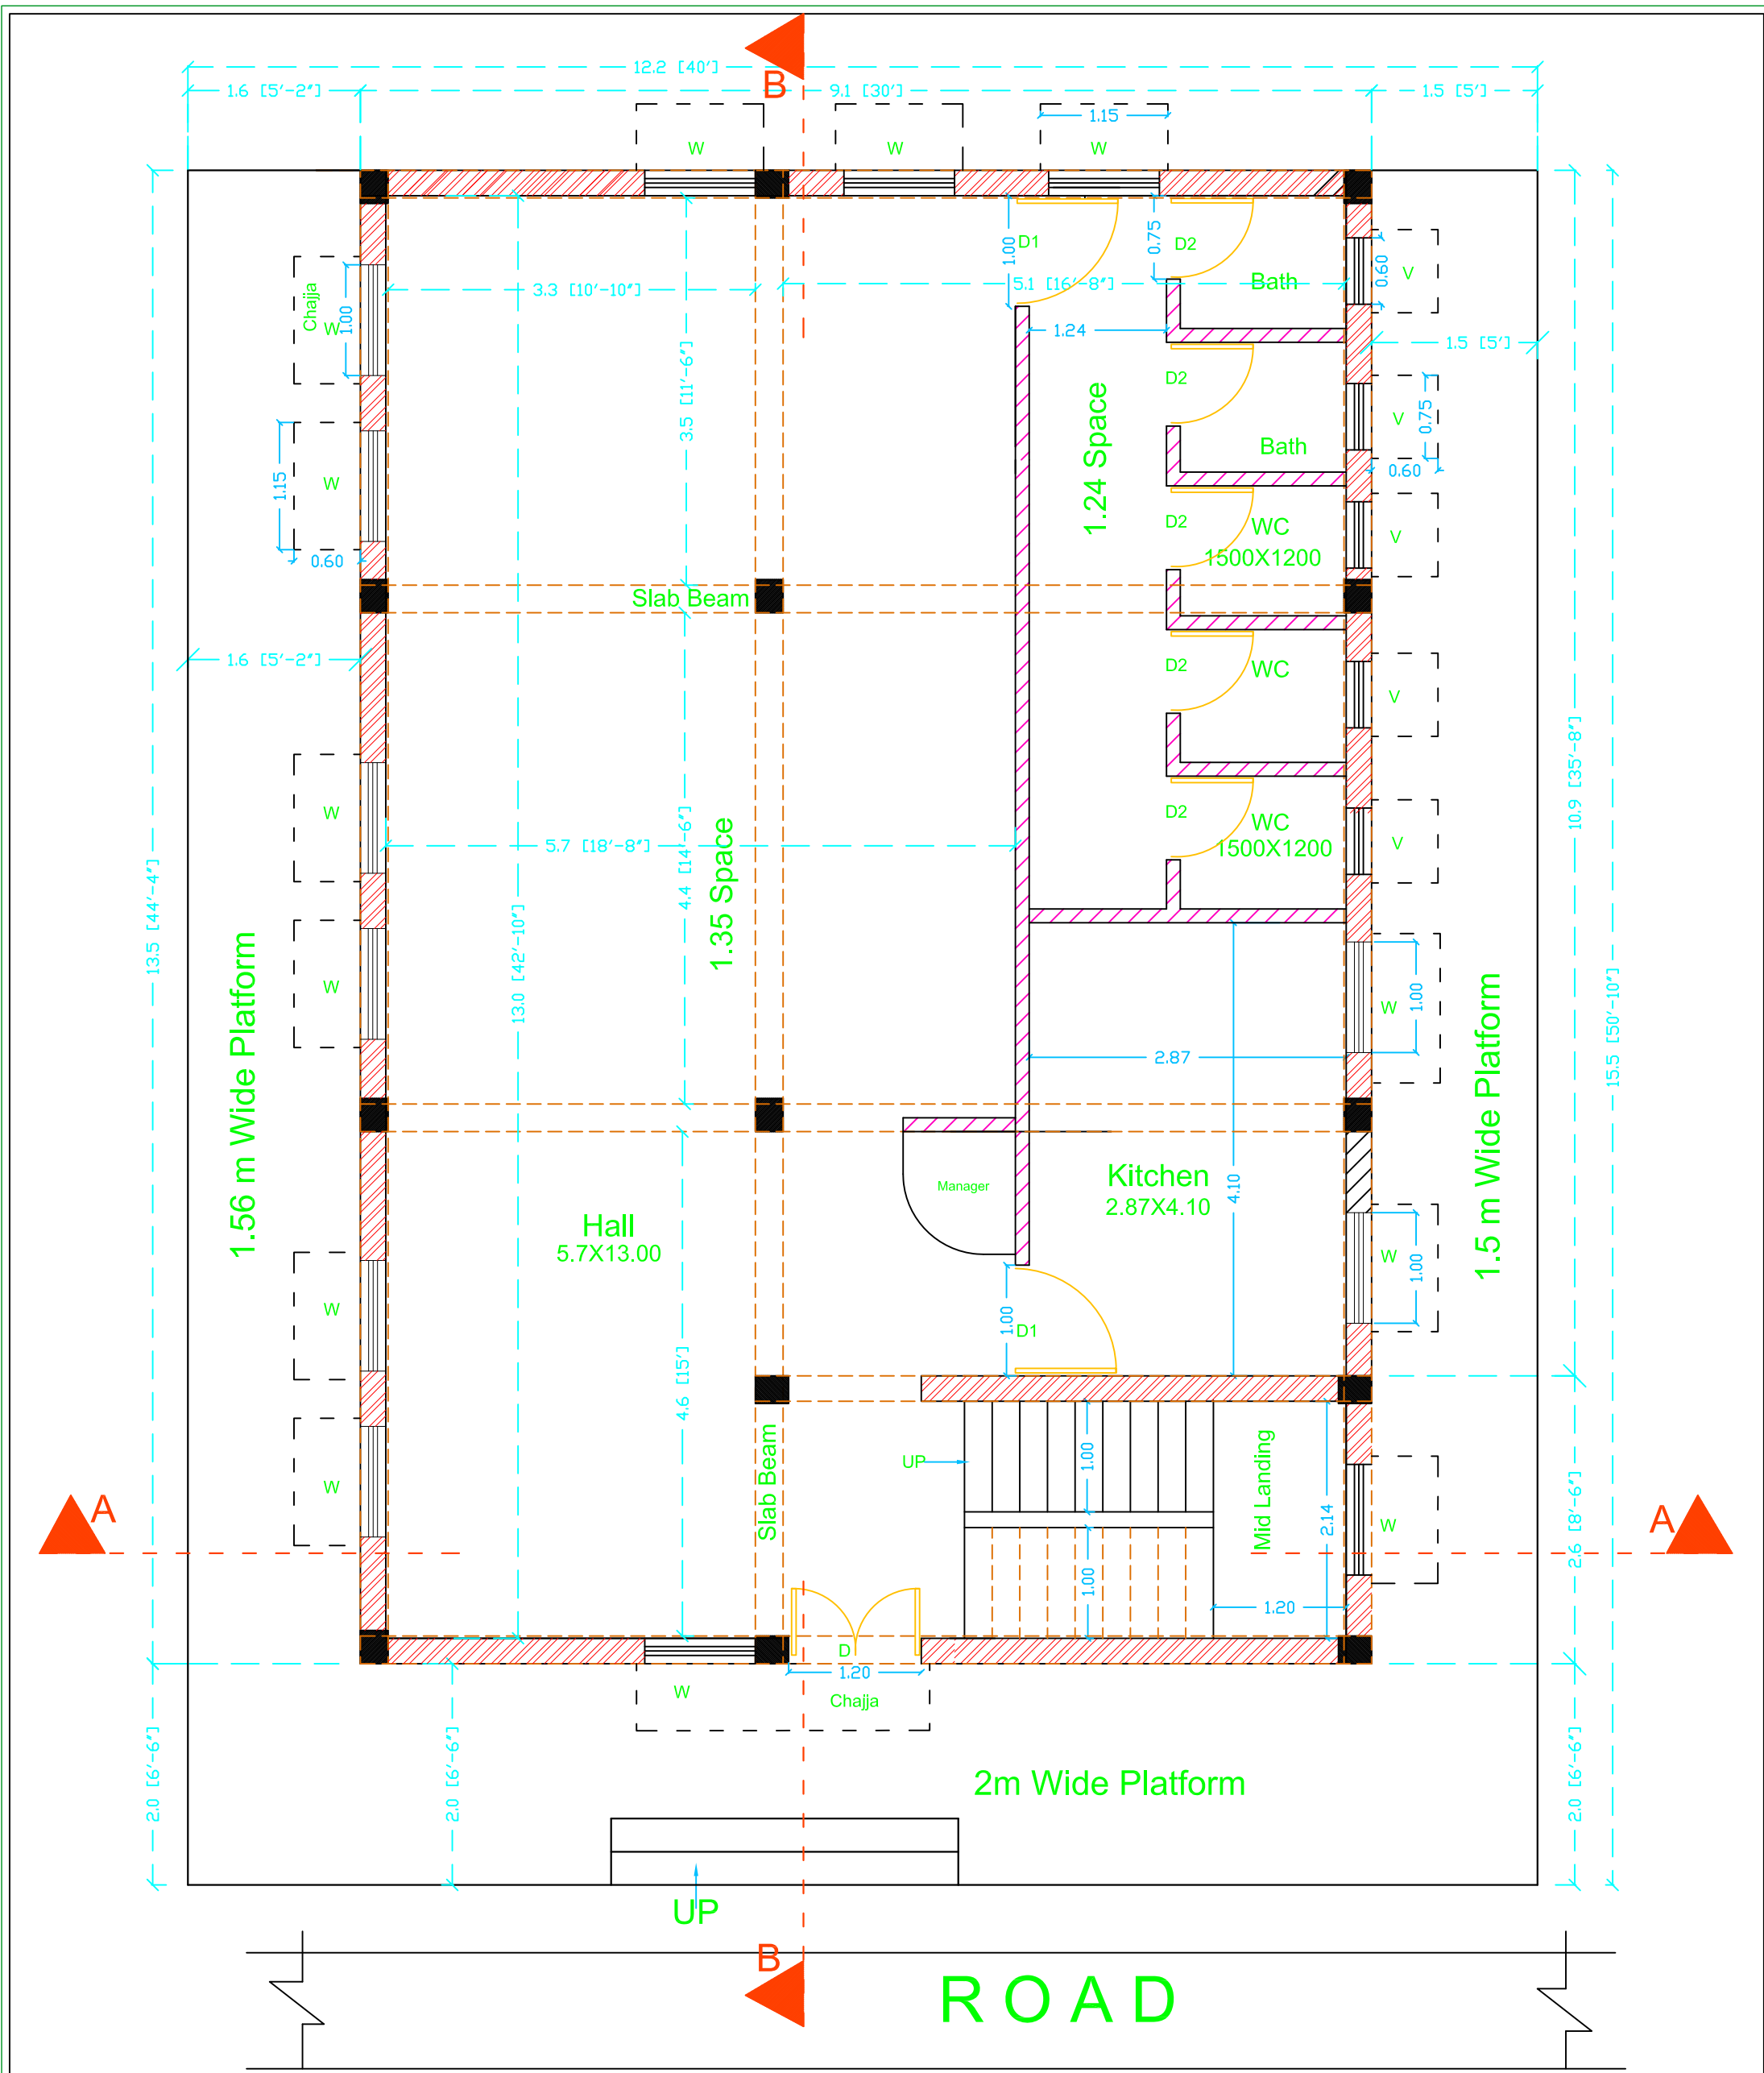 12.2 [40']
B
1.6 [5'-2"]
9.1 [30']
1.5 [5']
1.15
W
W
W
D1
D2
1.00
0.75
0.60
V
Bath
Chajja
W
1.00
3.3 [10'-10"]
5.1 [16'-8"]
1.24
1.5 [5']
3.5 [11'-6"]
D2
1.24 Space
V
0.75
Bath
0.60
1.15
W
0.60
D2
WC
1500X1200
V
Slab Beam
1.6 [5'-2"]
D2
WC
V
10.9 [35'-8"]
W
D2
WC
1500X1200
V
5.7 [18'-8"]
4.4 [14'-6"]
1.35 Space
13.5 [44'-4"]
13.0 [42'-10"]
W
W
1.00
15.5 [50'-10"]
1.56 m Wide Platform
2.87
1.5 m Wide Platform
Kitchen
2.87X4.10
4.10
Manager
Hall
5.7X13.00
W
1.00
W
1.00
D1
4.6 [15']
W
Slab Beam
UP
1.00
Mid Landing
2.14
W
2.6 [8'-6"]
A
A
1.00
1.20
D
1.20
W
Chajja
2.0 [6'-6"]
2.0 [6'-6"]
2.0 [6'-6"]
2m Wide Platform
UP
B
ROAD